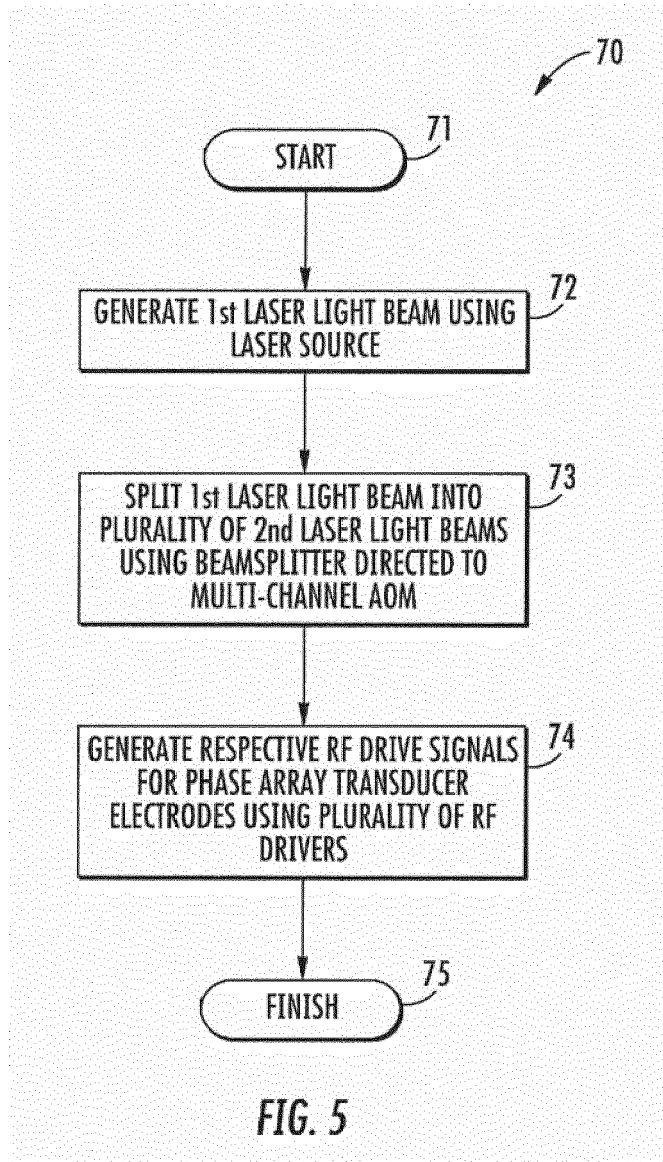 70
71
START
72
GENERATE 1st LASER LIGHT BEAM USING
LASER SOURCE
73
SPLIT 1st LASER LIGHT BEAM INTO
PLURALITY OF 2nd LASER LIGHT BEAMS
USING BEAMSPLITTER DIRECTED TO
MULTI-CHANNEL AOM
74
GENERATE RESPECTIVE RF DRIVE SIGNALS
FOR PHASE ARRAY TRANSDUCER
ELECTRODES USING PLURALITY OF RF
DRIVERS
75
FINISH
FIG. 5